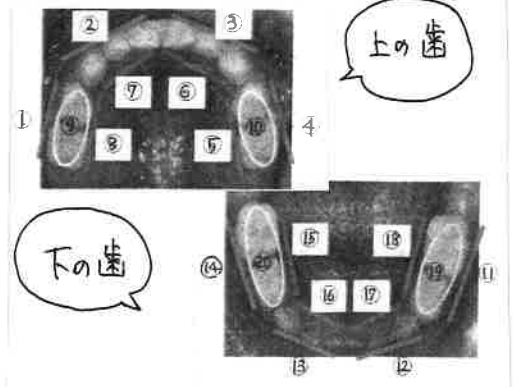 ② ③
上の歯
① ⑦ ⑥ 4
⑨ ⑩
⑧ ⑤
下の歯
⑮ ⑱
⑭ ⑳ ⑲ ⑪
⑯ ⑰
⑬ ⑫